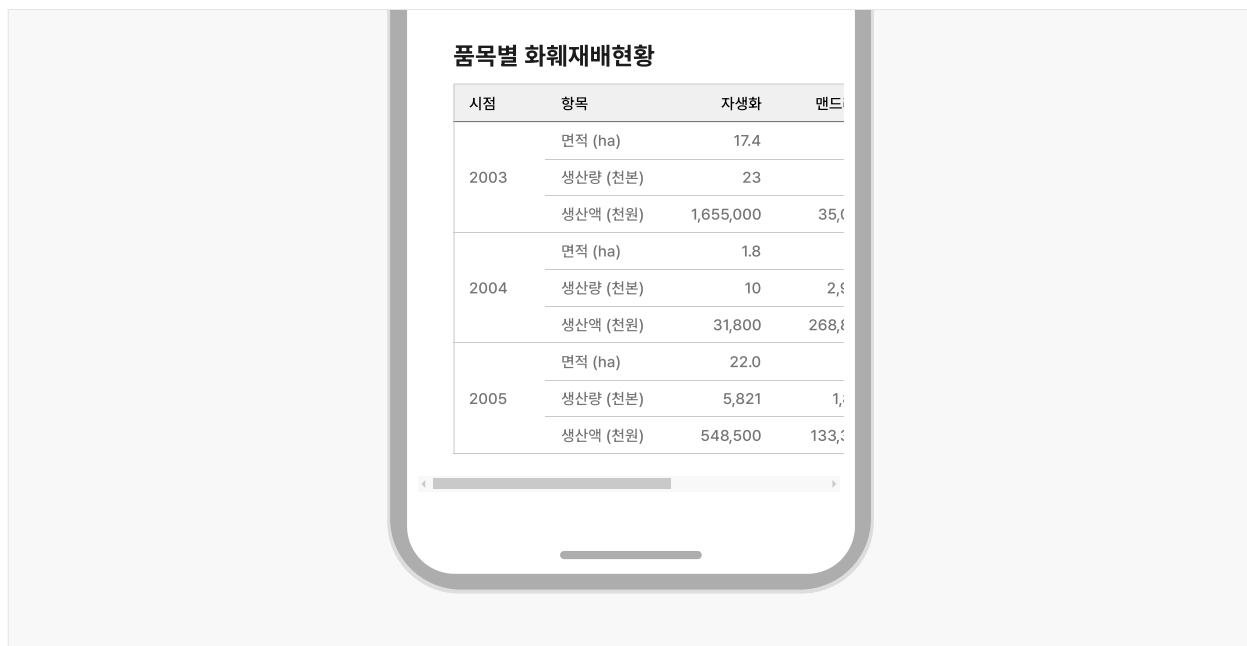 품목별 화훼재배현황
시점 항목 자생화
면적 (ha) 17.4
2003 생산량 (천본) 23
생산액 (천원) 1,655,000
면적 (ha) 1.8
2004 생산량 (천본) 10
생산액 (천원) 31,800
면적 (ha) 22.0
2005 생산량 (천본) 5,821
생산액 (천원) 548,500